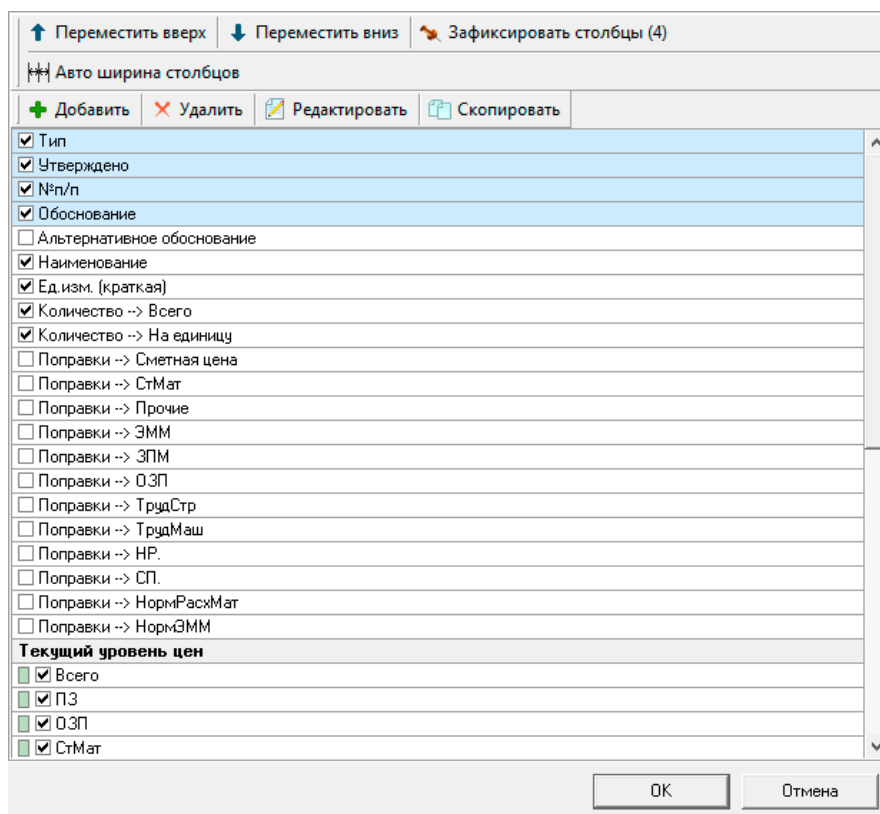 Переместить вверх Переместить вниз Зафиксировать столбцы (4)
Авто ширина столбцов
Добавить Удалить Редактировать Скопировать
Тип
Утверждено
№п/п
Обоснование
Альтернативное обоснование
Наименование
Ед.изм. (краткая)
Количество --> Всего
Количество --> На единицу
Поправки --> Сметная цена
Поправки --> СтМат
Поправки --> Прочие
Поправки --> ЭММ
Поправки --> ЗПМ
Поправки --> ОЗП
Поправки --> ТрудСтр
Поправки --> ТрудМаш
Поправки --> НР.
Поправки --> СП.
Поправки --> НормРасхМат
Поправки --> НормЭММ
Текущий уровень цен
Всего
ПЗ
ОЗП
СтМат
OK Отмена